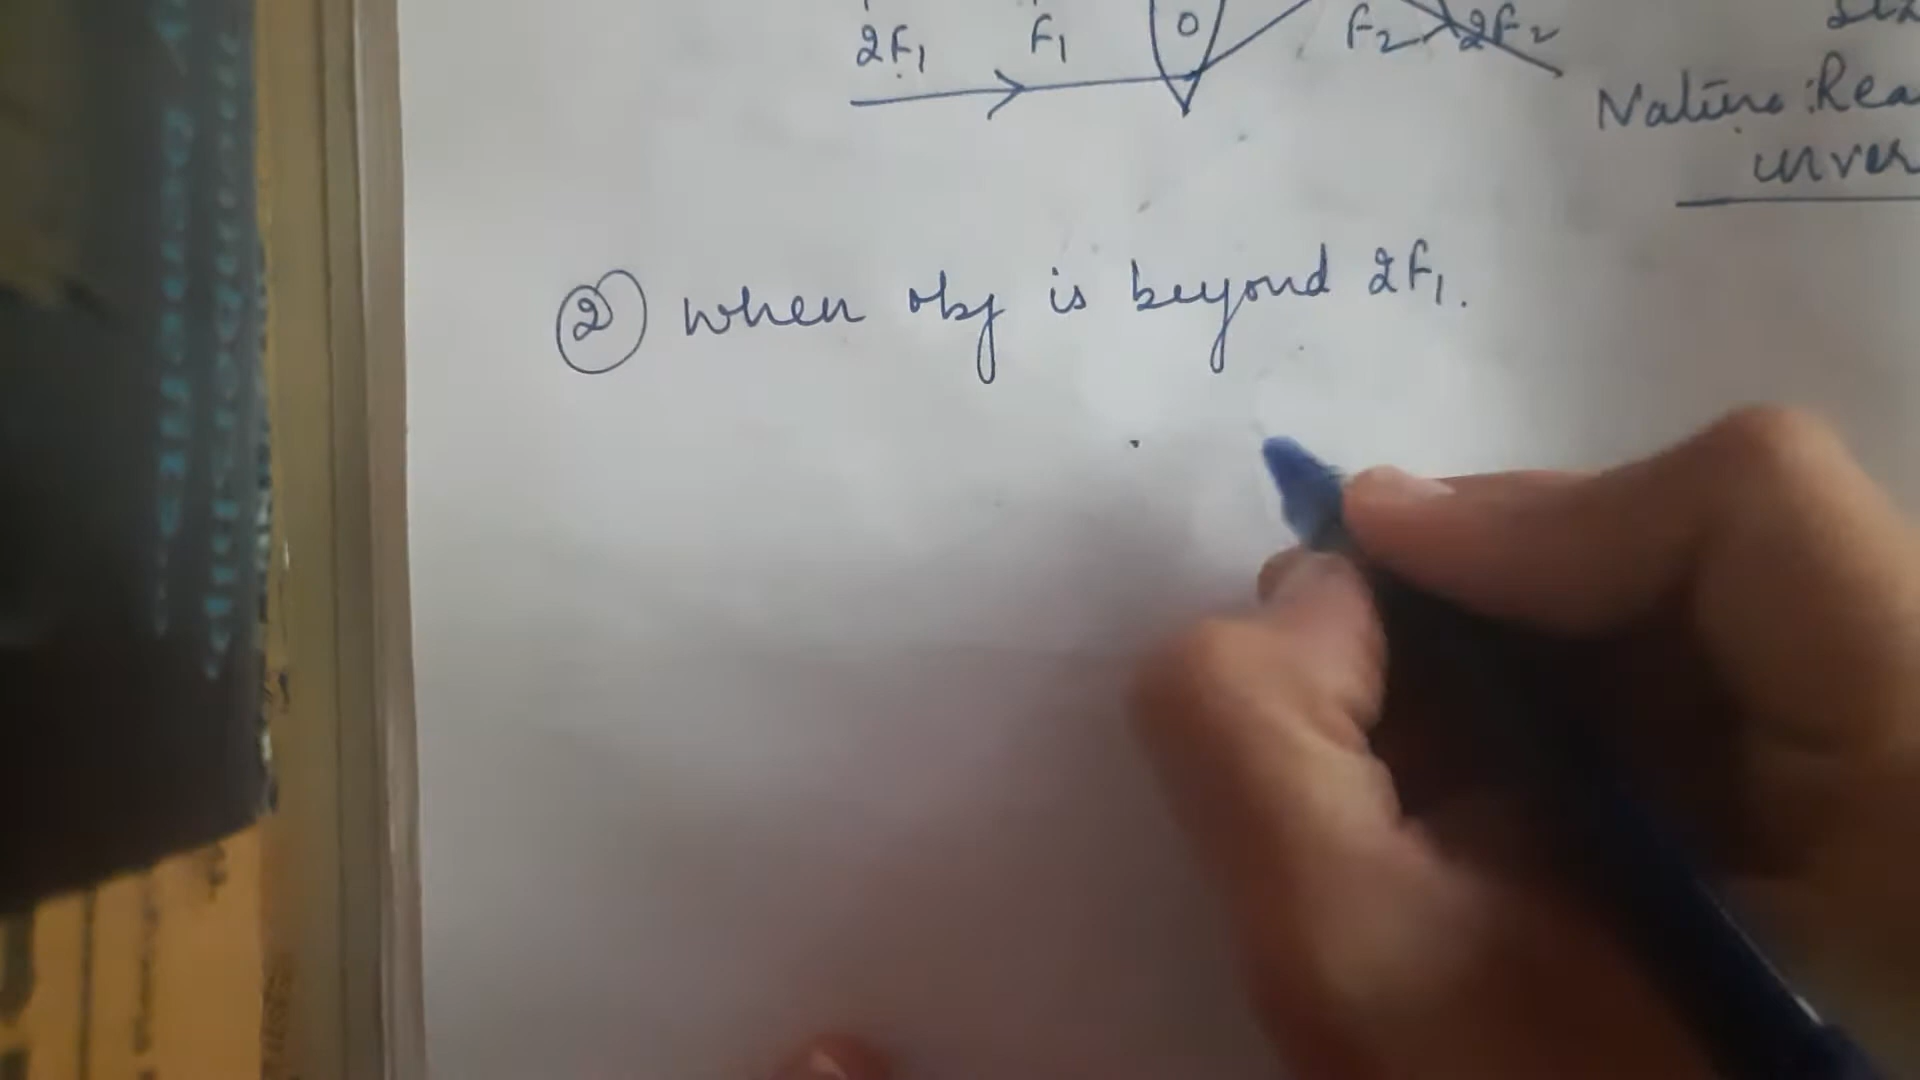 2F₁ F₁ O F₂ 2F₂
Nature: Rea
inver
② When obj is beyond 2F₁.